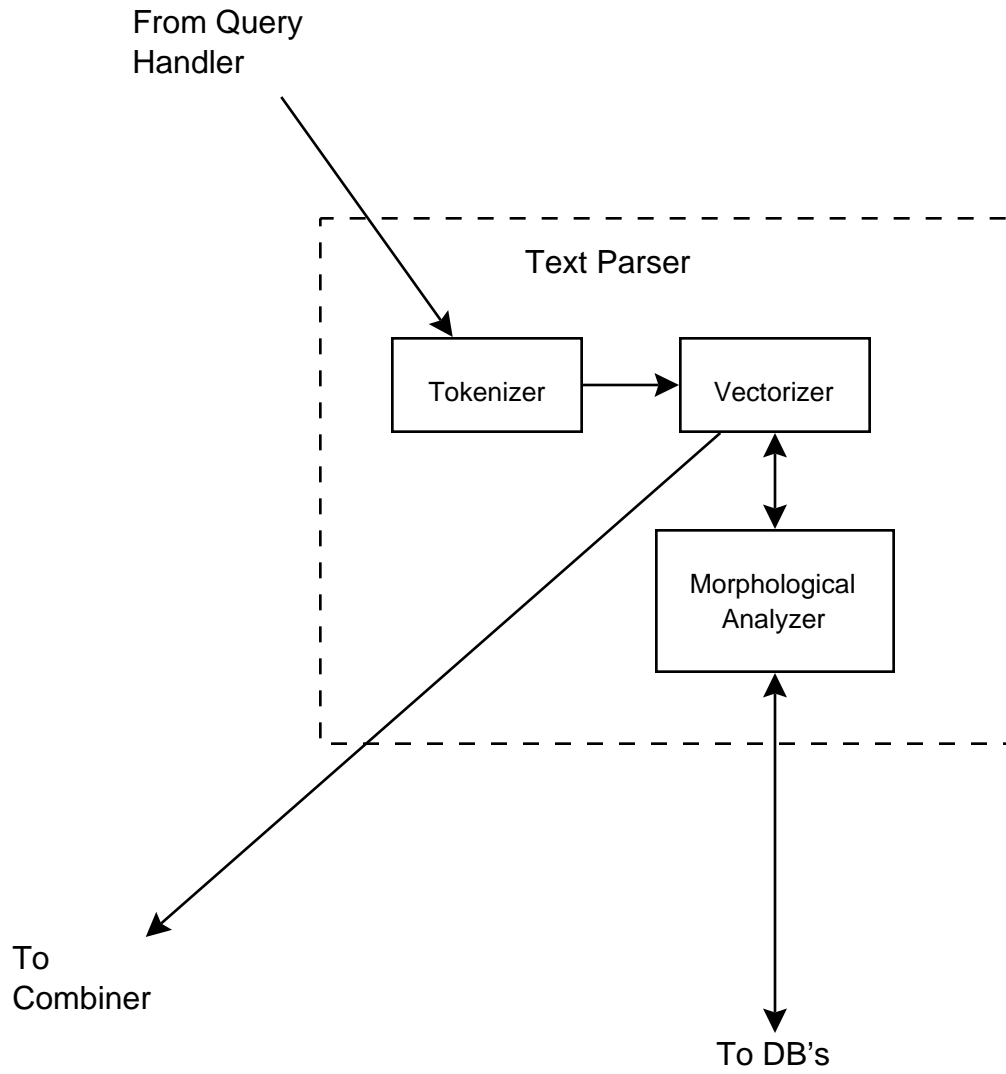 From Query
Handler
Text Parser
Tokenizer
Vectorizer
Morphological
Analyzer
To
Combiner
To DB's